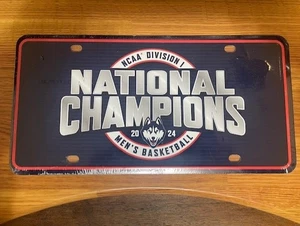 NCAA® DIVISION I
NATIONAL
CHAMPIONS
20 24
MEN'S BASKETBALL